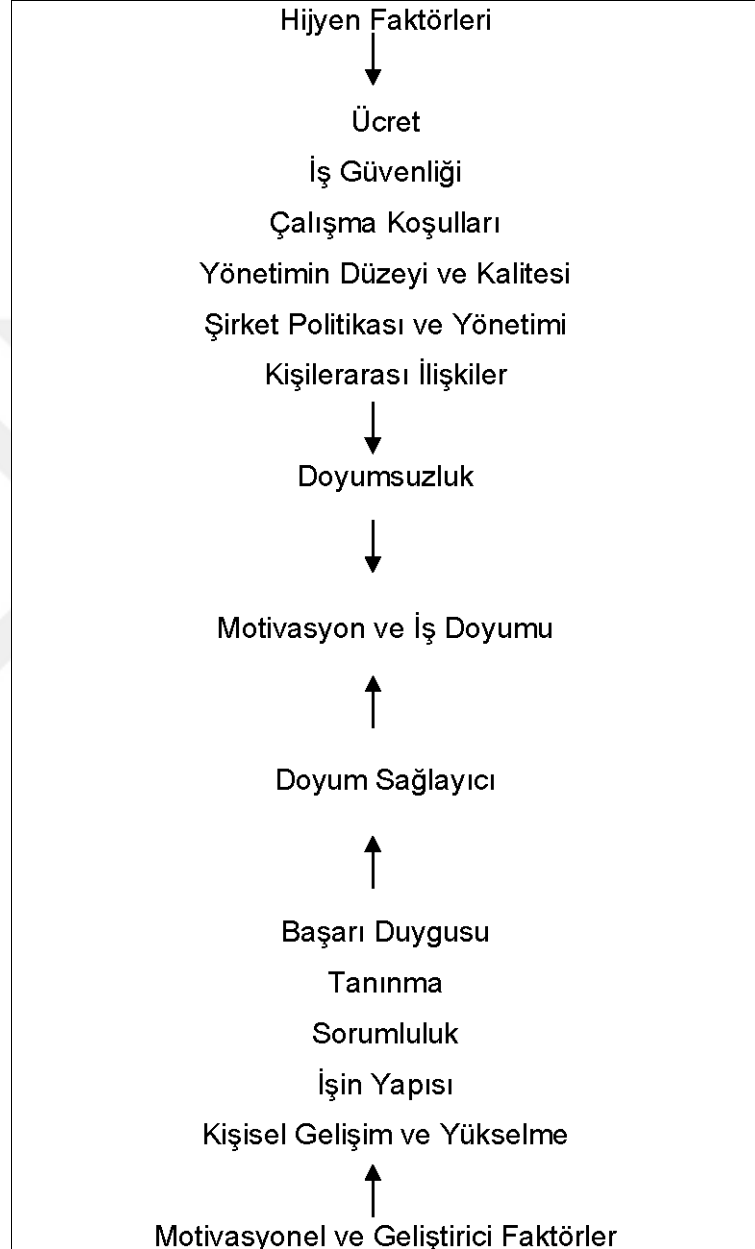 Hijyen Faktörleri
Ücret
İş Güvenliği
Çalışma Koşulları
Yönetimin Düzeyi ve Kalitesi
Şirket Politikası ve Yönetimi
Kişilerarası İlişkiler
Doyumsuzluk
Motivasyon ve İş Doyumu
Doyum Sağlayıcı
Başarı Duygusu
Tanınma
Sorumluluk
İşin Yapısı
Kişisel Gelişim ve Yükselme
Motivasyonel ve Geliştirici Faktörler